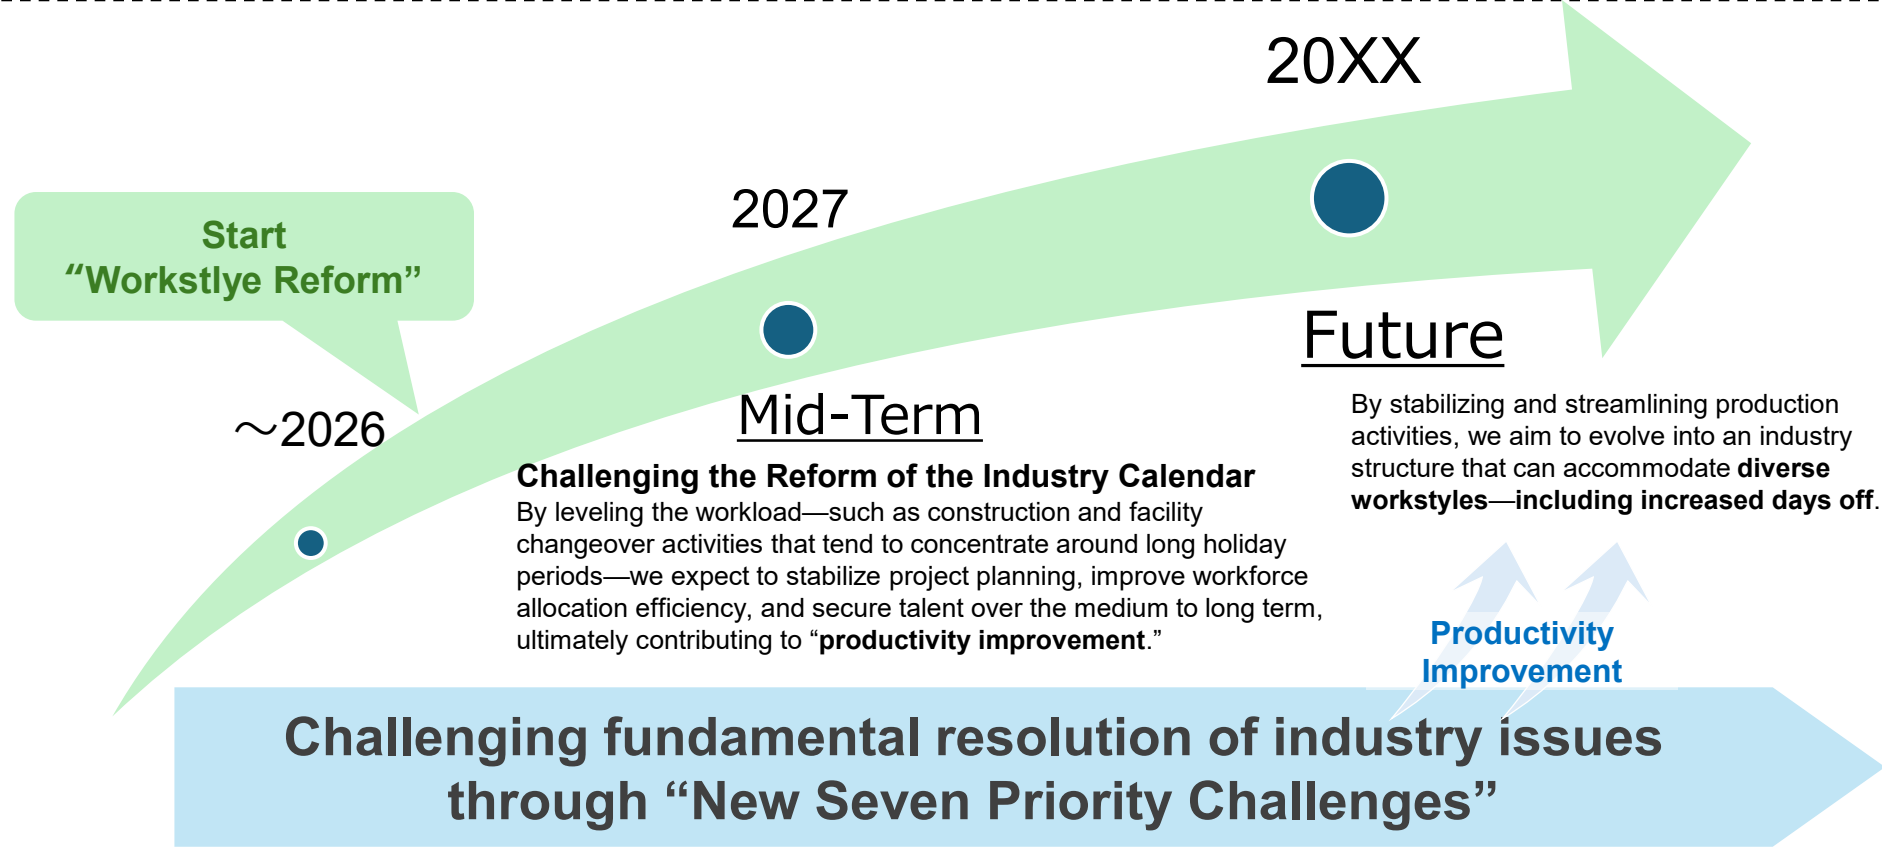 20XX
2027
Start
“Workstlye Reform”
～2026
Future
Mid-Term
Challenging the Reform of the Industry Calendar
By leveling the workload—such as construction and facility
changeover activities that tend to concentrate around long holiday
periods—we expect to stabilize project planning, improve workforce
allocation efficiency, and secure talent over the medium to long term,
ultimately contributing to “productivity improvement.”
By stabilizing and streamlining production
activities, we aim to evolve into an industry
structure that can accommodate diverse
workstyles—including increased days off.
Productivity
Improvement
Challenging fundamental resolution of industry issues
through “New Seven Priority Challenges”